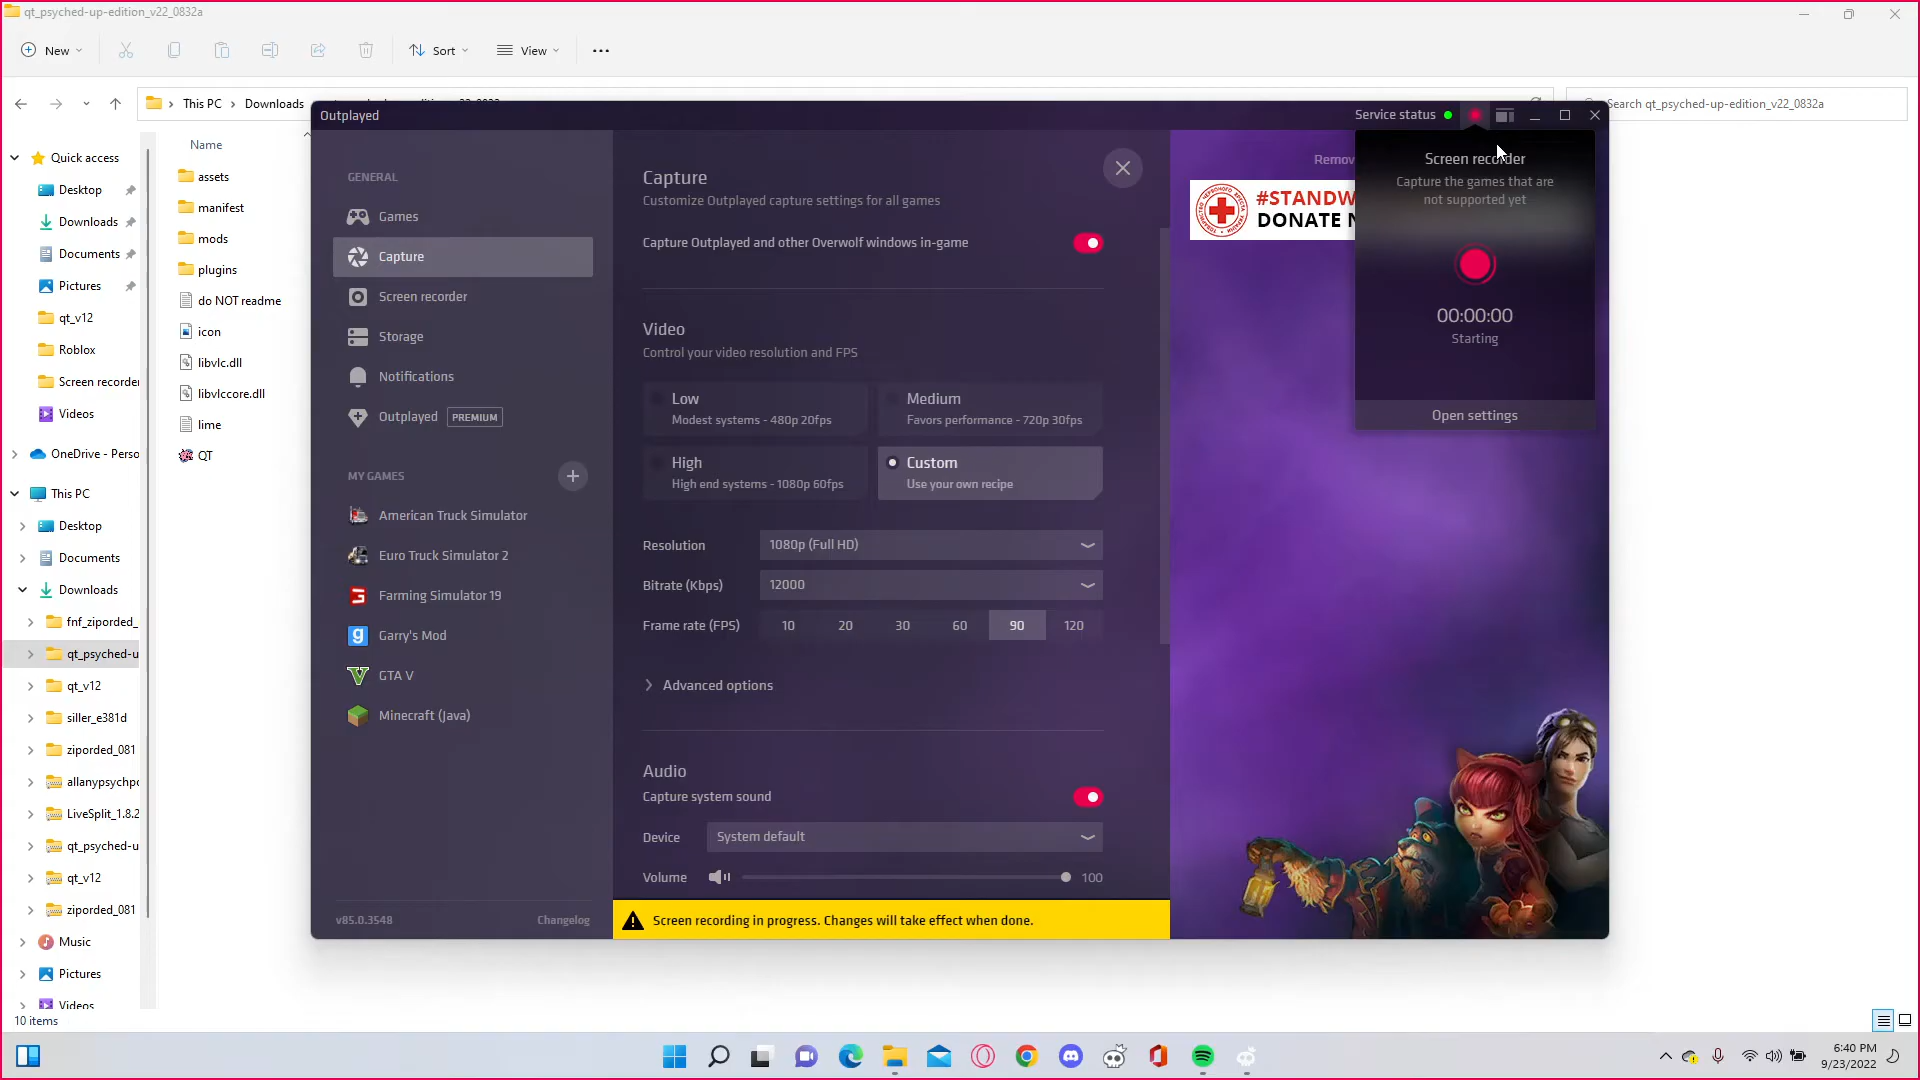 qt_psyched-up-edition_v22_0832a
New
Sort
View
This PC
Downloads
Search qt_psyched-up-edition_v22_0832a
Quick access
Desktop
Downloads
Documents
Pictures
qt_v12
Roblox
Screen recorder
Videos
OneDrive - Perso
This PC
Desktop
Documents
Downloads
fnf_ziporded_
qt_psyched-u
qt_v12
siller_e381d
ziporded_081
allanypsychpo
LiveSplit_1.8.2
qt_psyched-u
qt_v12
ziporded_081
Music
Pictures
Videos
10 items
Name
assets
manifest
mods
plugins
do NOT readme
icon
libvlc.dll
libvlccore.dll
lime
QT
Outplayed
Service status
GENERAL
Games
Capture
Screen recorder
Storage
Notifications
Outplayed PREMIUM
MY GAMES
American Truck Simulator
Euro Truck Simulator 2
Farming Simulator 19
Garry's Mod
GTA V
Minecraft (Java)
v85.0.3548
Changelog
Capture
Customize Outplayed capture settings for all games
Capture Outplayed and other Overwolf windows in-game
Video
Control your video resolution and FPS
Low
Modest systems - 480p 20fps
Medium
Favors performance - 720p 30fps
High
High end systems - 1080p 60fps
Custom
Use your own recipe
Resolution
1080p (Full HD)
Bitrate (Kbps)
12000
Frame rate (FPS)
10 20 30 60 90 120
Advanced options
Audio
Capture system sound
Device
System default
Volume
100
Screen recording in progress. Changes will take effect when done.
Remov
#STANDW
DONATE N
Screen recorder
Capture the games that are
not supported yet
00:00:00
Starting
Open settings
6:40 PM
9/23/2022